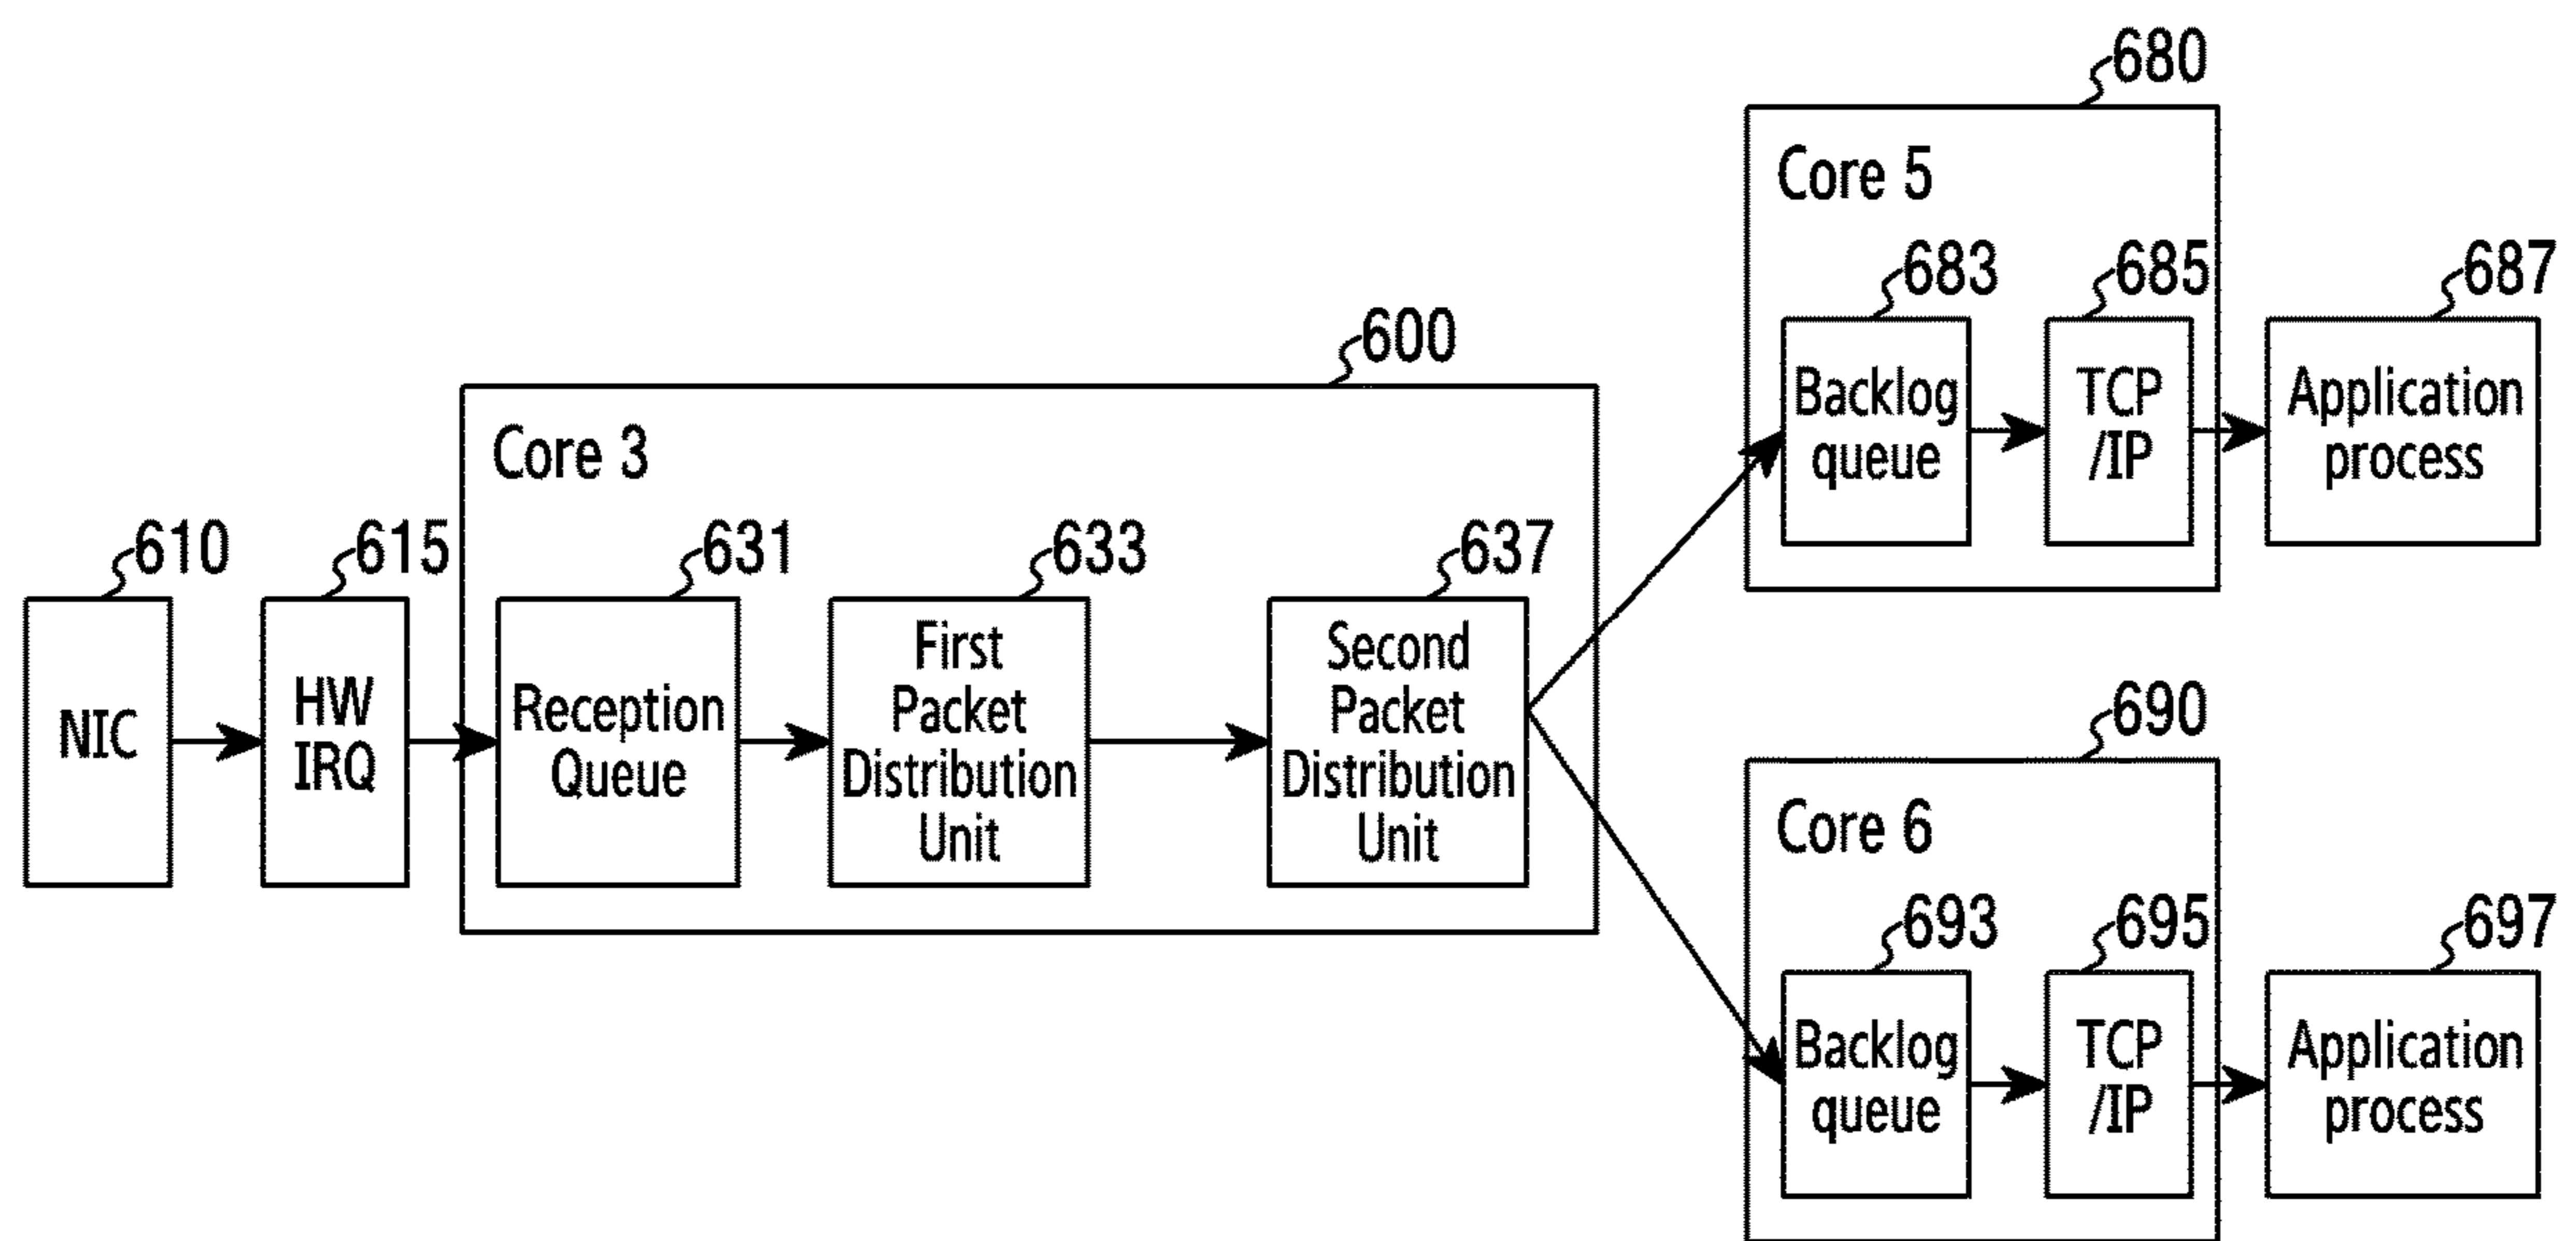 680
Core 5
683
685
687
Backlog
queue
TCP
/IP
Application
process
600
Core 3
610
615
631
633
637
NIC
HW
IRQ
Reception
Queue
First
Packet
Distribution
Unit
Second
Packet
Distribution
Unit
690
Core 6
693
695
697
Backlog
queue
TCP
/IP
Application
process